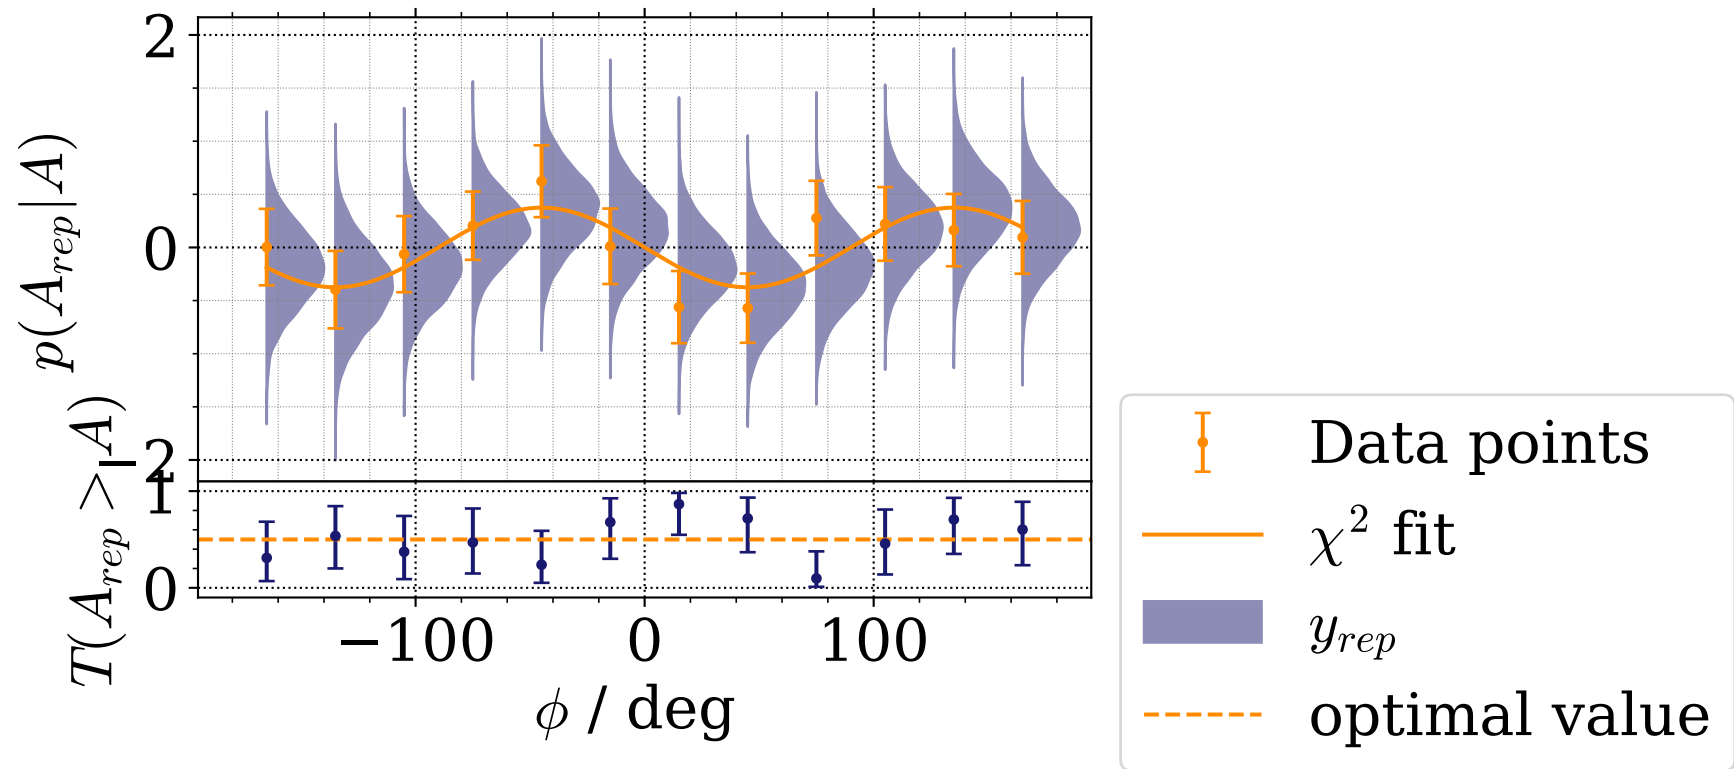 p(A_rep|A)
2
0
−2
T(A_rep > A)
1
0
−100 0 100
ϕ / deg
Data points
χ² fit
y_rep
optimal value